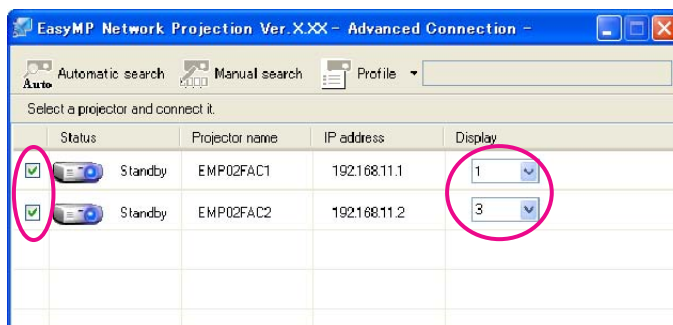 EasyMP Network Projection Ver.X.XX - Advanced Connection -
Auto Automatic search Manual search Profile
Select a projector and connect it.
Status Projector name IP address Display
Standby EMP02FAC1 192.168.11.1 1
Standby EMP02FAC2 192.168.11.2 3